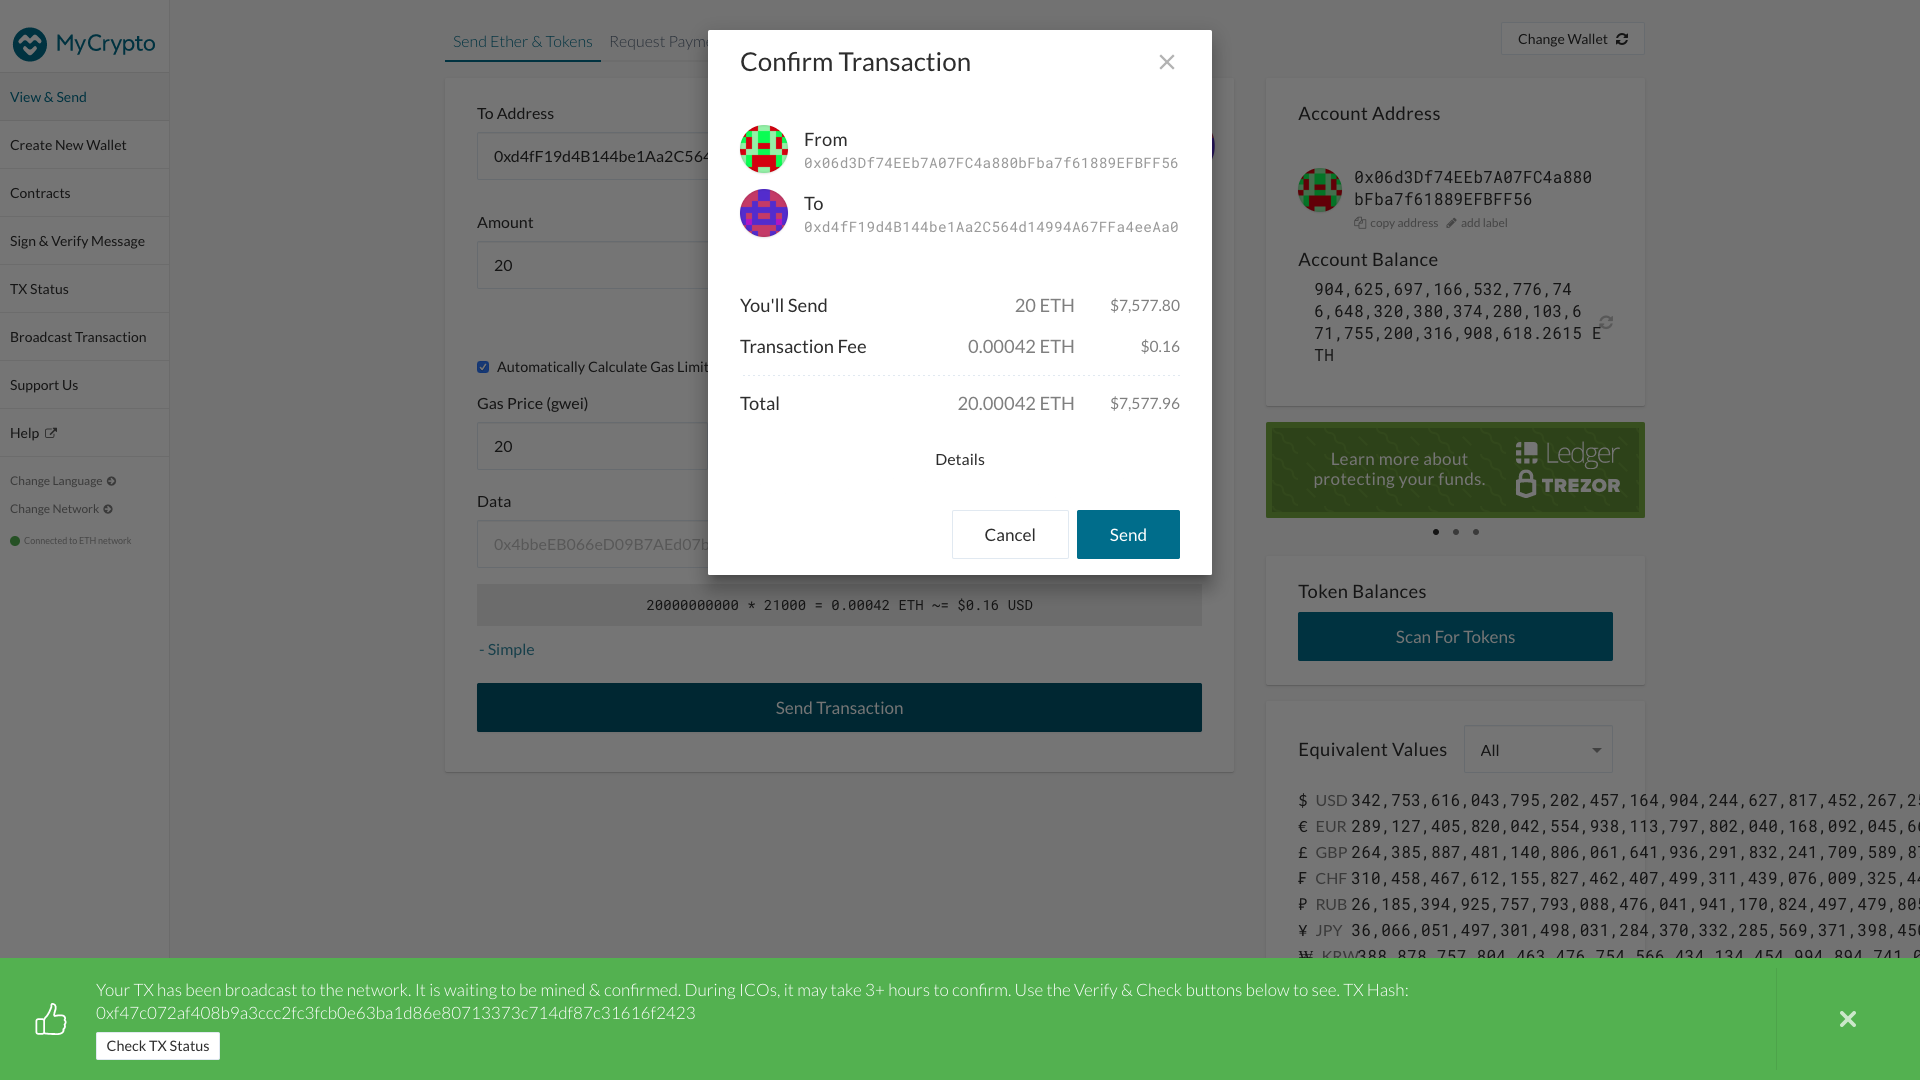 MyCrypto
View & Send
Create New Wallet
Contracts
Sign & Verify Message
TX Status
Broadcast Transaction
Support Us
Help
Change Language
Change Network
Connected to ETH network
Send Ether & Tokens
Request Payme
Change Wallet
To Address
0xd4fF19d4B144be1Aa2C564
Amount
20
Automatically Calculate Gas Limit
Gas Price (gwei)
20
Data
0x4bbeEB066eD09B7AEd07b
20000000000 * 21000 = 0.00042 ETH ~= $0.16 USD
- Simple
Send Transaction
Confirm Transaction
From
0x06d3Df74EEb7A07FC4a880bFba7f61889EFBFF56
To
0xd4fF19d4B144be1Aa2C564d14994A67FFa4eeAa0
You'll Send 20 ETH $7,577.80
Transaction Fee 0.00042 ETH $0.16
Total 20.00042 ETH $7,577.96
Details
Cancel
Send
Account Address
0x06d3Df74EEb7A07FC4a880
bFba7f61889EFBFF56
copy address add label
Account Balance
904,625,697,166,532,776,74
6,648,320,380,374,280,103,6
71,755,200,316,908,618.2615 E
TH
Learn more about
protecting your funds.
Ledger
TREZOR
Token Balances
Scan For Tokens
Equivalent Values
All
$ USD 342,753,616,043,795,202,457,164,904,244,627,817,452,267,25
€ EUR 289,127,405,820,042,554,938,113,797,802,040,168,092,045,6
£ GBP 264,385,887,481,140,806,061,641,936,291,832,241,709,589,8
₣ CHF 310,458,467,612,155,827,462,407,499,311,439,076,009,325,4
₽ RUB 26,185,394,925,757,793,088,476,041,941,170,824,497,479,805
¥ JPY 36,066,051,497,301,498,031,284,370,332,285,569,371,398,450
₩ KRW 388,878,757,804,463,476,754,566,434,134,454,994,894,741,0
Your TX has been broadcast to the network. It is waiting to be mined & confirmed. During ICOs, it may take 3+ hours to confirm. Use the Verify & Check buttons below to see. TX Hash:
0xf47c072af408b9a3ccc2fc3fcb0e63ba1d86e80713373c714df87c31616f2423
Check TX Status